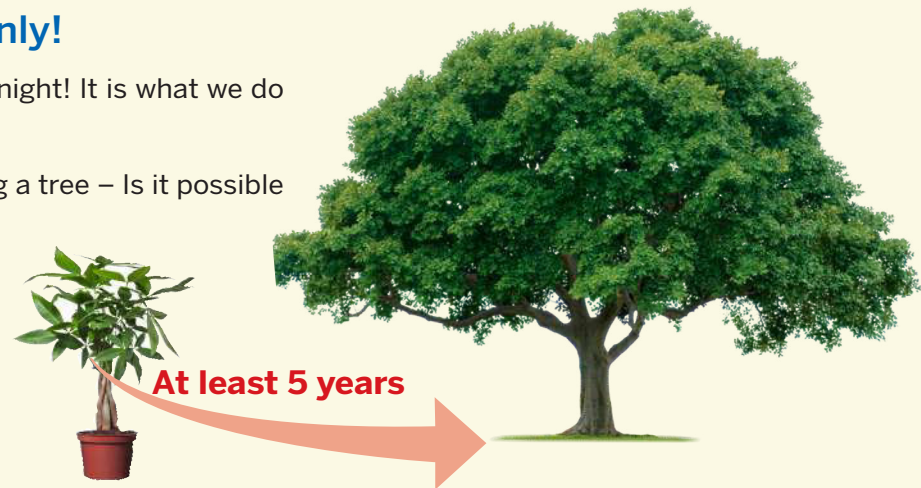 nly!
night! It is what we do
g a tree – Is it possible
At least 5 years